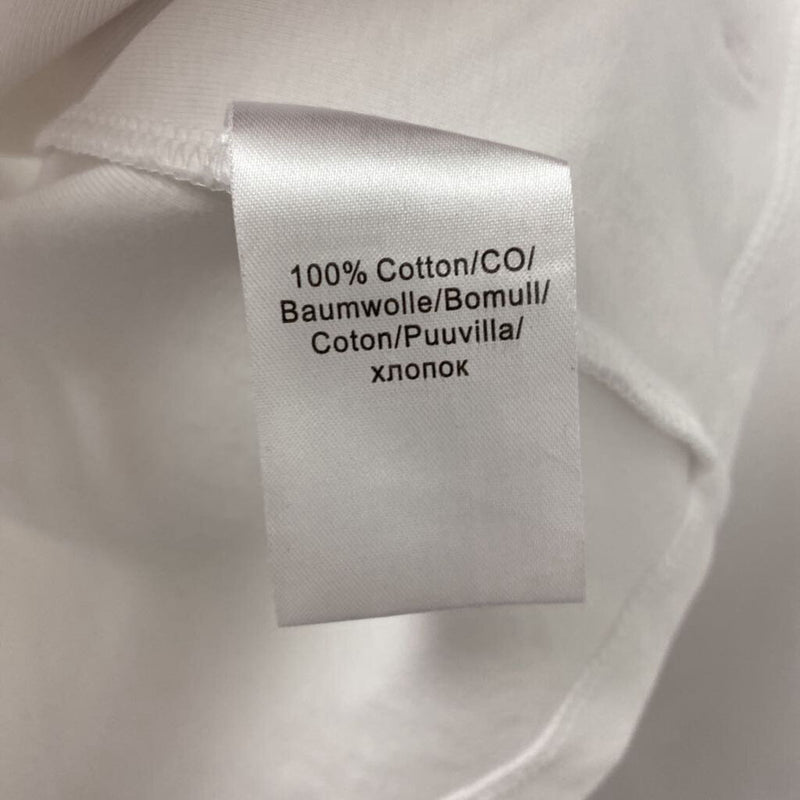 100% Cotton/CO/
Baumwolle/Bomull/
Coton/Puuvilla/
хлопок